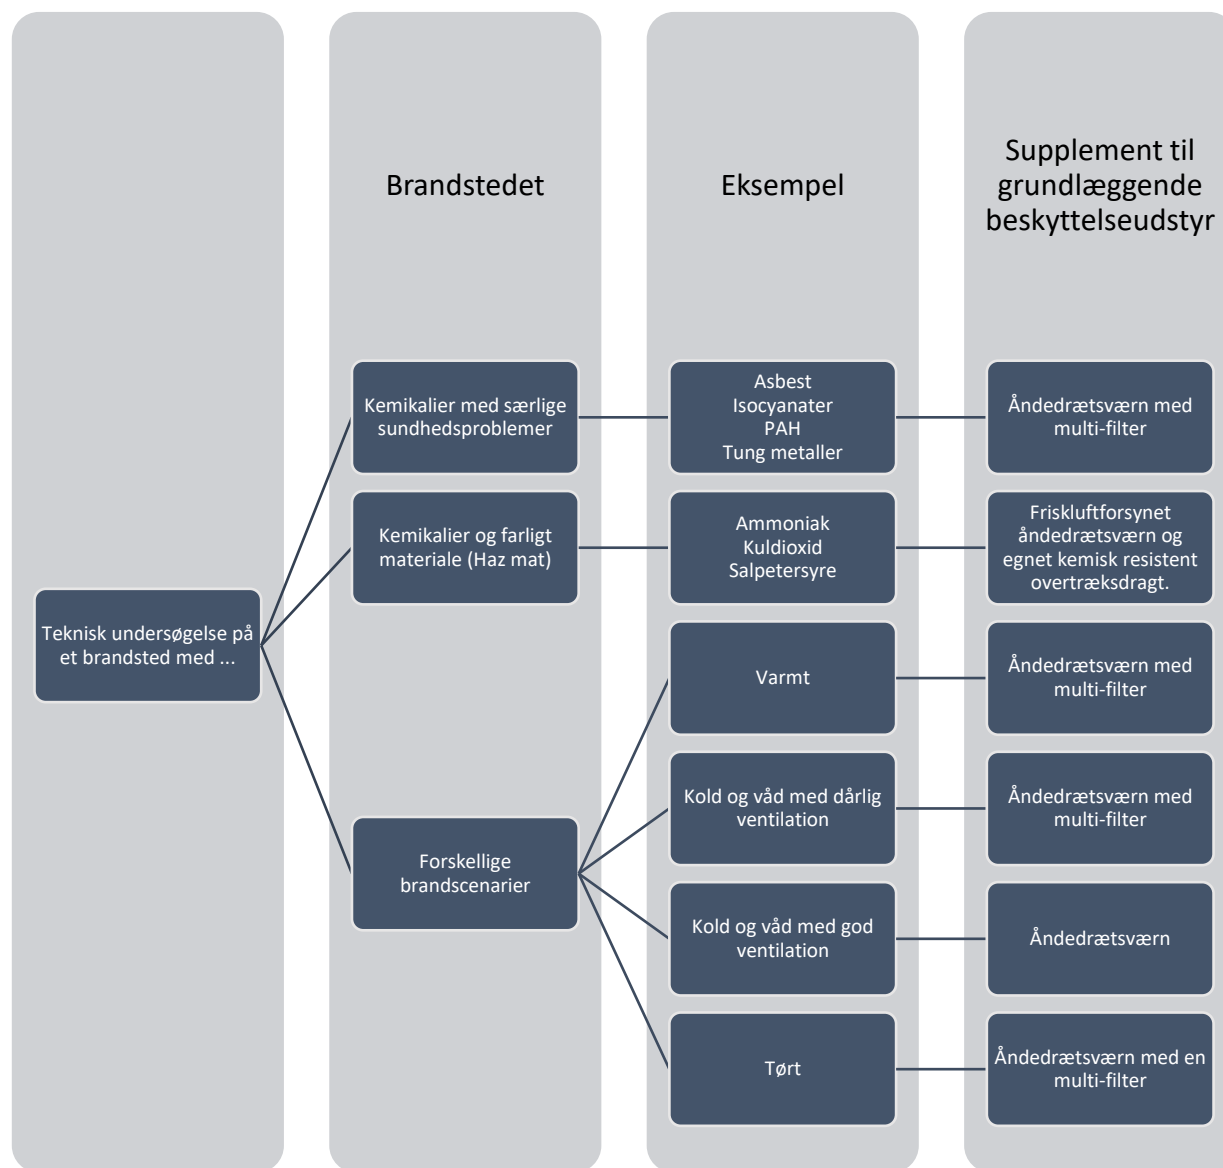 Brandstedet
Eksempel
Supplement til
grundlæggende
beskyttelseudstyr
Teknisk undersøgelse på
et brandsted med ...
Kemikalier med særlige
sundhedsproblemer
Asbest
Isocyanater
PAH
Tung metaller
Åndedrætsværn med
multi-filter
Kemikalier og farligt
materiale (Haz mat)
Ammoniak
Kuldioxid
Salpetersyre
Friskluftforsynet
åndedrætsværn og
egnet kemisk resistent
overtræksdragt.
Forskellige
brandscenarier
Varmt
Åndedrætsværn med
multi-filter
Kold og våd med dårlig
ventilation
Åndedrætsværn med
multi-filter
Kold og våd med god
ventilation
Åndedrætsværn
Tørt
Åndedrætsværn med en
multi-filter